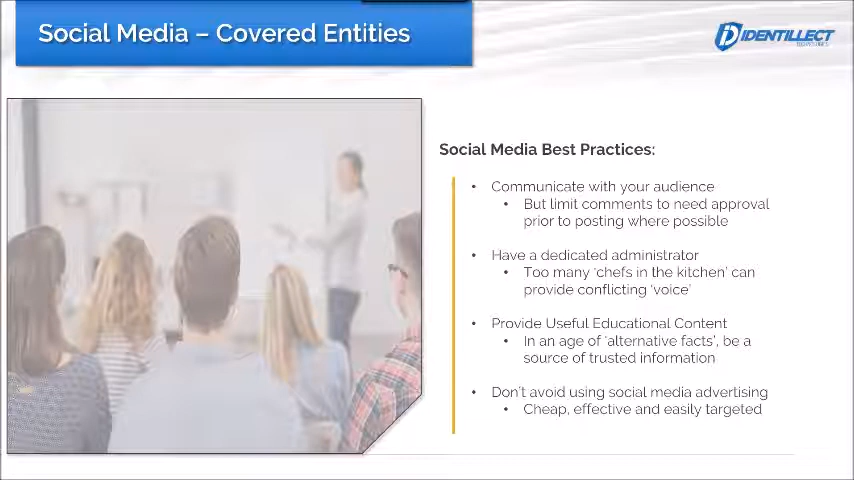 Social Media – Covered Entities
IDENTILLECT
Social Media Best Practices:
• Communicate with your audience
• But limit comments to need approval
prior to posting where possible
• Have a dedicated administrator
• Too many ‘chefs in the kitchen’ can
provide conflicting ‘voice’
• Provide Useful Educational Content
• In an age of ‘alternative facts’, be a
source of trusted information
• Don’t avoid using social media advertising
• Cheap, effective and easily targeted